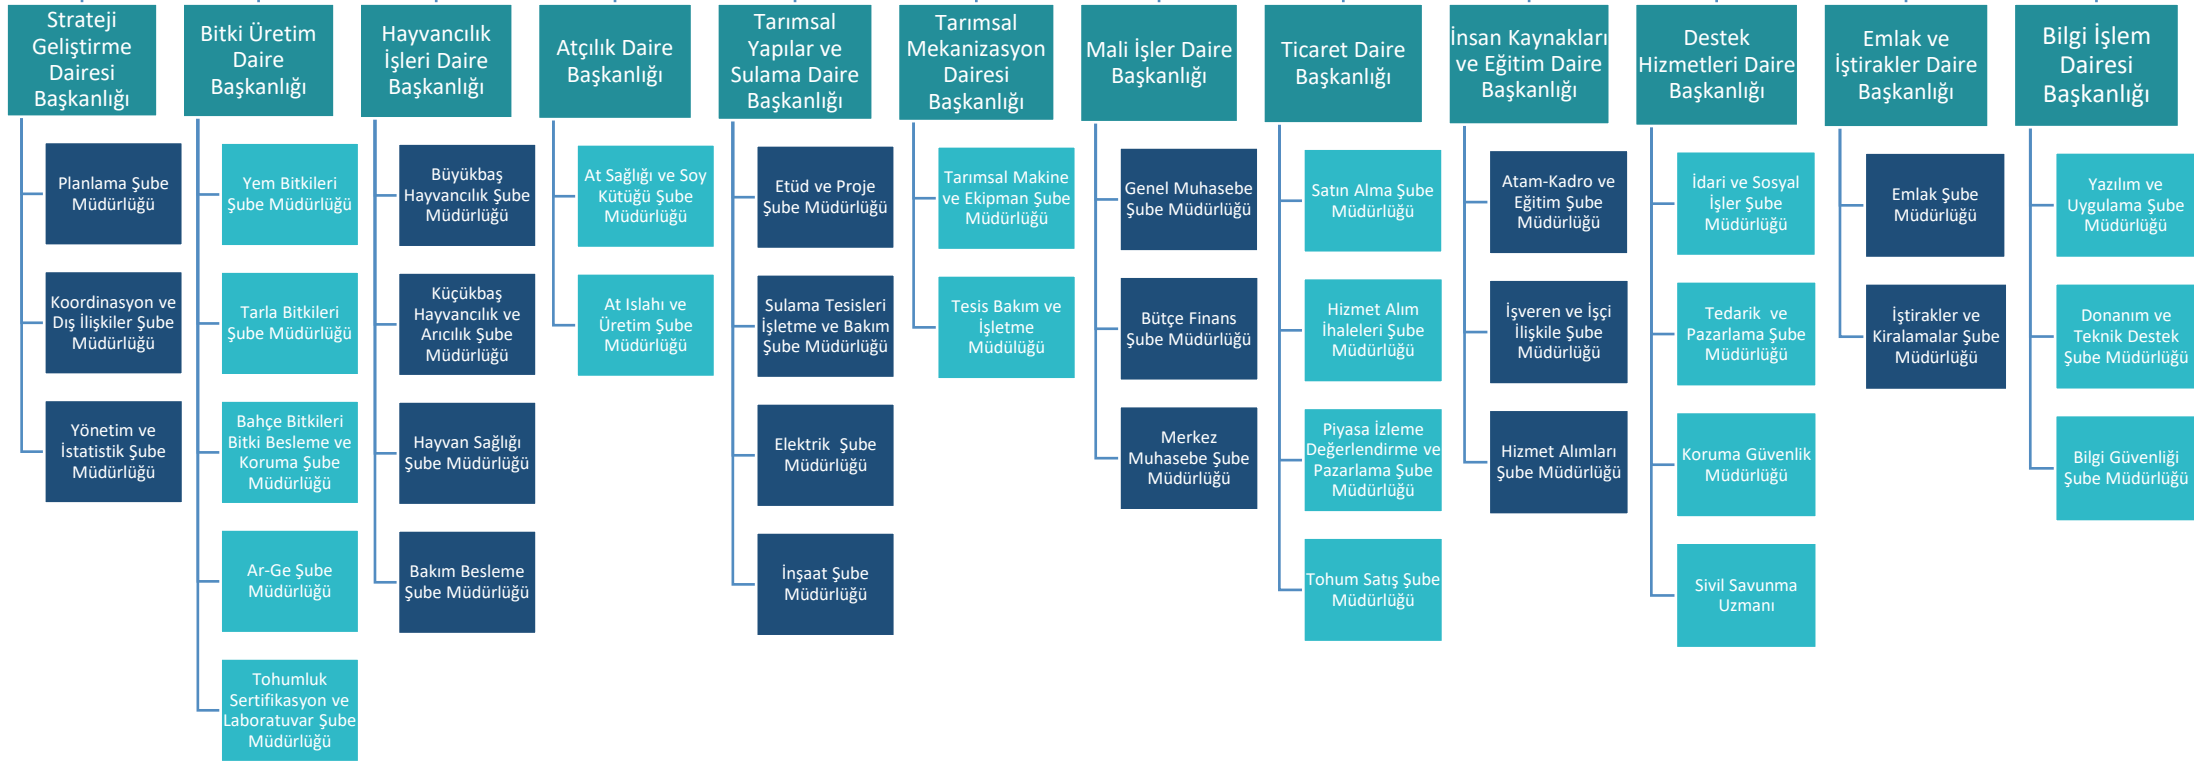 Strateji
Geliştirme
Dairesi
Başkanlığı
Planlama Şube
Müdürlüğü
Koordinasyon ve
Dış İlişkiler Şube
Müdürlüğü
Yönetim ve
İstatistik Şube
Müdürlüğü
Bitki Üretim
Daire
Başkanlığı
Yem Bitkileri
Şube Müdürlüğü
Tarla Bitkileri
Şube Müdürlüğü
Bahçe Bitkileri
Bitki Besleme ve
Koruma Şube
Müdürlüğü
Ar-Ge Şube
Müdürlüğü
Tohumluk
Sertifikasyon ve
Laboratuvar Şube
Müdürlüğü
Hayvancılık
İşleri Daire
Başkanlığı
Büyükbaş
Hayvancılık Şube
Müdürlüğü
Küçükbaş
Hayvancılık ve
Arıcılık Şube
Müdürlüğü
Hayvan Sağlığı
Şube Müdürlüğü
Bakım Besleme
Şube Müdürlüğü
Atçılık Daire
Başkanlığı
At Sağlığı ve Soy
Kütüğü Şube
Müdürlüğü
At Islahı ve
Üretim Şube
Müdürlüğü
Tarımsal
Yapılar ve
Sulama Daire
Başkanlığı
Etüd ve Proje
Şube Müdürlüğü
Sulama Tesisleri
İşletme ve Bakım
Şube Müdürlüğü
Elektrik Şube
Müdürlüğü
İnşaat Şube
Müdürlüğü
Tarımsal
Mekanizasyon
Dairesi
Başkanlığı
Tarımsal Makine
ve Ekipman Şube
Müdürlüğü
Tesis Bakım ve
İşletme
Müdülüğü
Mali İşler Daire
Başkanlığı
Genel Muhasebe
Şube Müdürlüğü
Bütçe Finans
Şube Müdürlüğü
Merkez
Muhasebe Şube
Müdürlüğü
Ticaret Daire
Başkanlığı
Satın Alma Şube
Müdürlüğü
Hizmet Alım
İhaleleri Şube
Müdürlüğü
Piyasa İzleme
Değerlendirme ve
Pazarlama Şube
Müdürlüğü
Tohum Satış Şube
Müdürlüğü
İnsan Kaynakları
ve Eğitim Daire
Başkanlığı
Atam-Kadro ve
Eğitim Şube
Müdürlüğü
İşveren ve İşçi
İlişkile Şube
Müdürlüğü
Hizmet Alımları
Şube Müdürlüğü
Destek
Hizmetleri Daire
Başkanlığı
İdari ve Sosyal
İşler Şube
Müdürlüğü
Tedarik ve
Pazarlama Şube
Müdürlüğü
Koruma Güvenlik
Müdürlüğü
Sivil Savunma
Uzmanı
Emlak ve
İştirakler Daire
Başkanlığı
Emlak Şube
Müdürlüğü
İştirakler ve
Kiralamalar Şube
Müdürlüğü
Bilgi İşlem
Dairesi
Başkanlığı
Yazılım ve
Uygulama Şube
Müdürlüğü
Donanım ve
Teknik Destek
Şube Müdürlüğü
Bilgi Güvenliği
Şube Müdürlüğü